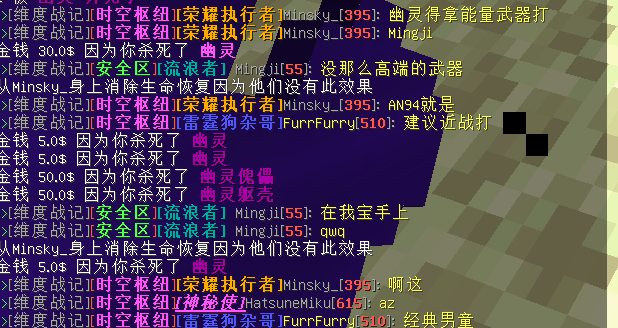 >[维度战记][时空枢纽][荣耀执行者]Minsky_[395]: 幽灵得拿能量武器打
>[维度战记][时空枢纽][荣耀执行者]Minsky_[395]: Mingji
金钱 30.0$ 因为你杀死了 幽灵
>[维度战记][安全区][流浪者] Mingji[55]: 没那么高端的武器
从Minsky_身上消除生命恢复因为他们没有此效果
>[维度战记][时空枢纽][荣耀执行者]Minsky_[395]: AN94就是
>[维度战记][时空枢纽][雷霆狗杂哥]FurrFurry[510]: 建议近战打
金钱 5.0$ 因为你杀死了 幽灵
金钱 5.0$ 因为你杀死了 幽灵
金钱 50.0$ 因为你杀死了 幽灵傀儡
金钱 50.0$ 因为你杀死了 幽灵躯壳
>[维度战记][安全区][流浪者] Mingji[55]: 在我宝手上
>[维度战记][安全区][流浪者] Mingji[55]: qwq
从Minsky_身上消除生命恢复因为他们没有此效果
金钱 5.0$ 因为你杀死了 幽灵
>[维度战记][时空枢纽][荣耀执行者]Minsky_[395]: 啊这
>[维度战记][时空枢纽][神秘使]HatsuneMiku[615]: az
>[维度战记][时空枢纽][雷霆狗杂哥]FurrFurry[510]: 经典男童